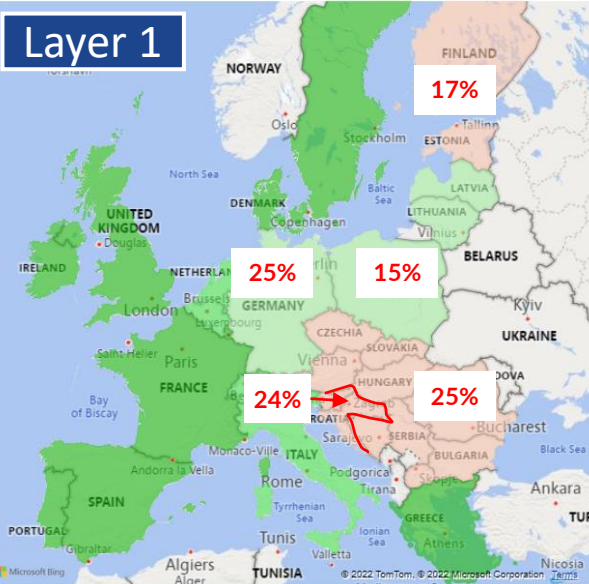 Layer 1
FINLAND
NORWAY
17%
Oslo
Stockholm
Tallinn
ESTONIA
North Sea
Baltic
Sea
LATVIA
DENMARK
Copenhagen
LITHUANIA
Vilnius
UNITED
KINGDOM
Douglas
IRELAND
BELARUS
25%
15%
Brussels
GERMANY
London
Luxembourg
Kyiv
UKRAINE
CZECHIA
SLOVAKIA
Saint Helier
Paris
Vienna
FRANCE
HUNGARY
24%
25%
Zagreb
Bay
of Biscay
Bucharest
Sarajevo
SERBIA
Monaco-Ville
ITALY
BULGARIA
Black Sea
Andorra la Vella
Podgorica
Skopje
Rome
Tirana
Ankara
SPAIN
Tyrrhenian
Sea
GREECE
PORTUGAL
Ionian
Sea
Athens
Gibraltar
Tunis
Valletta
Algiers
TUNISIA
Nicosia
Microsoft Bing
© 2022 TomTom, © 2022 Microsoft Corporation Terms